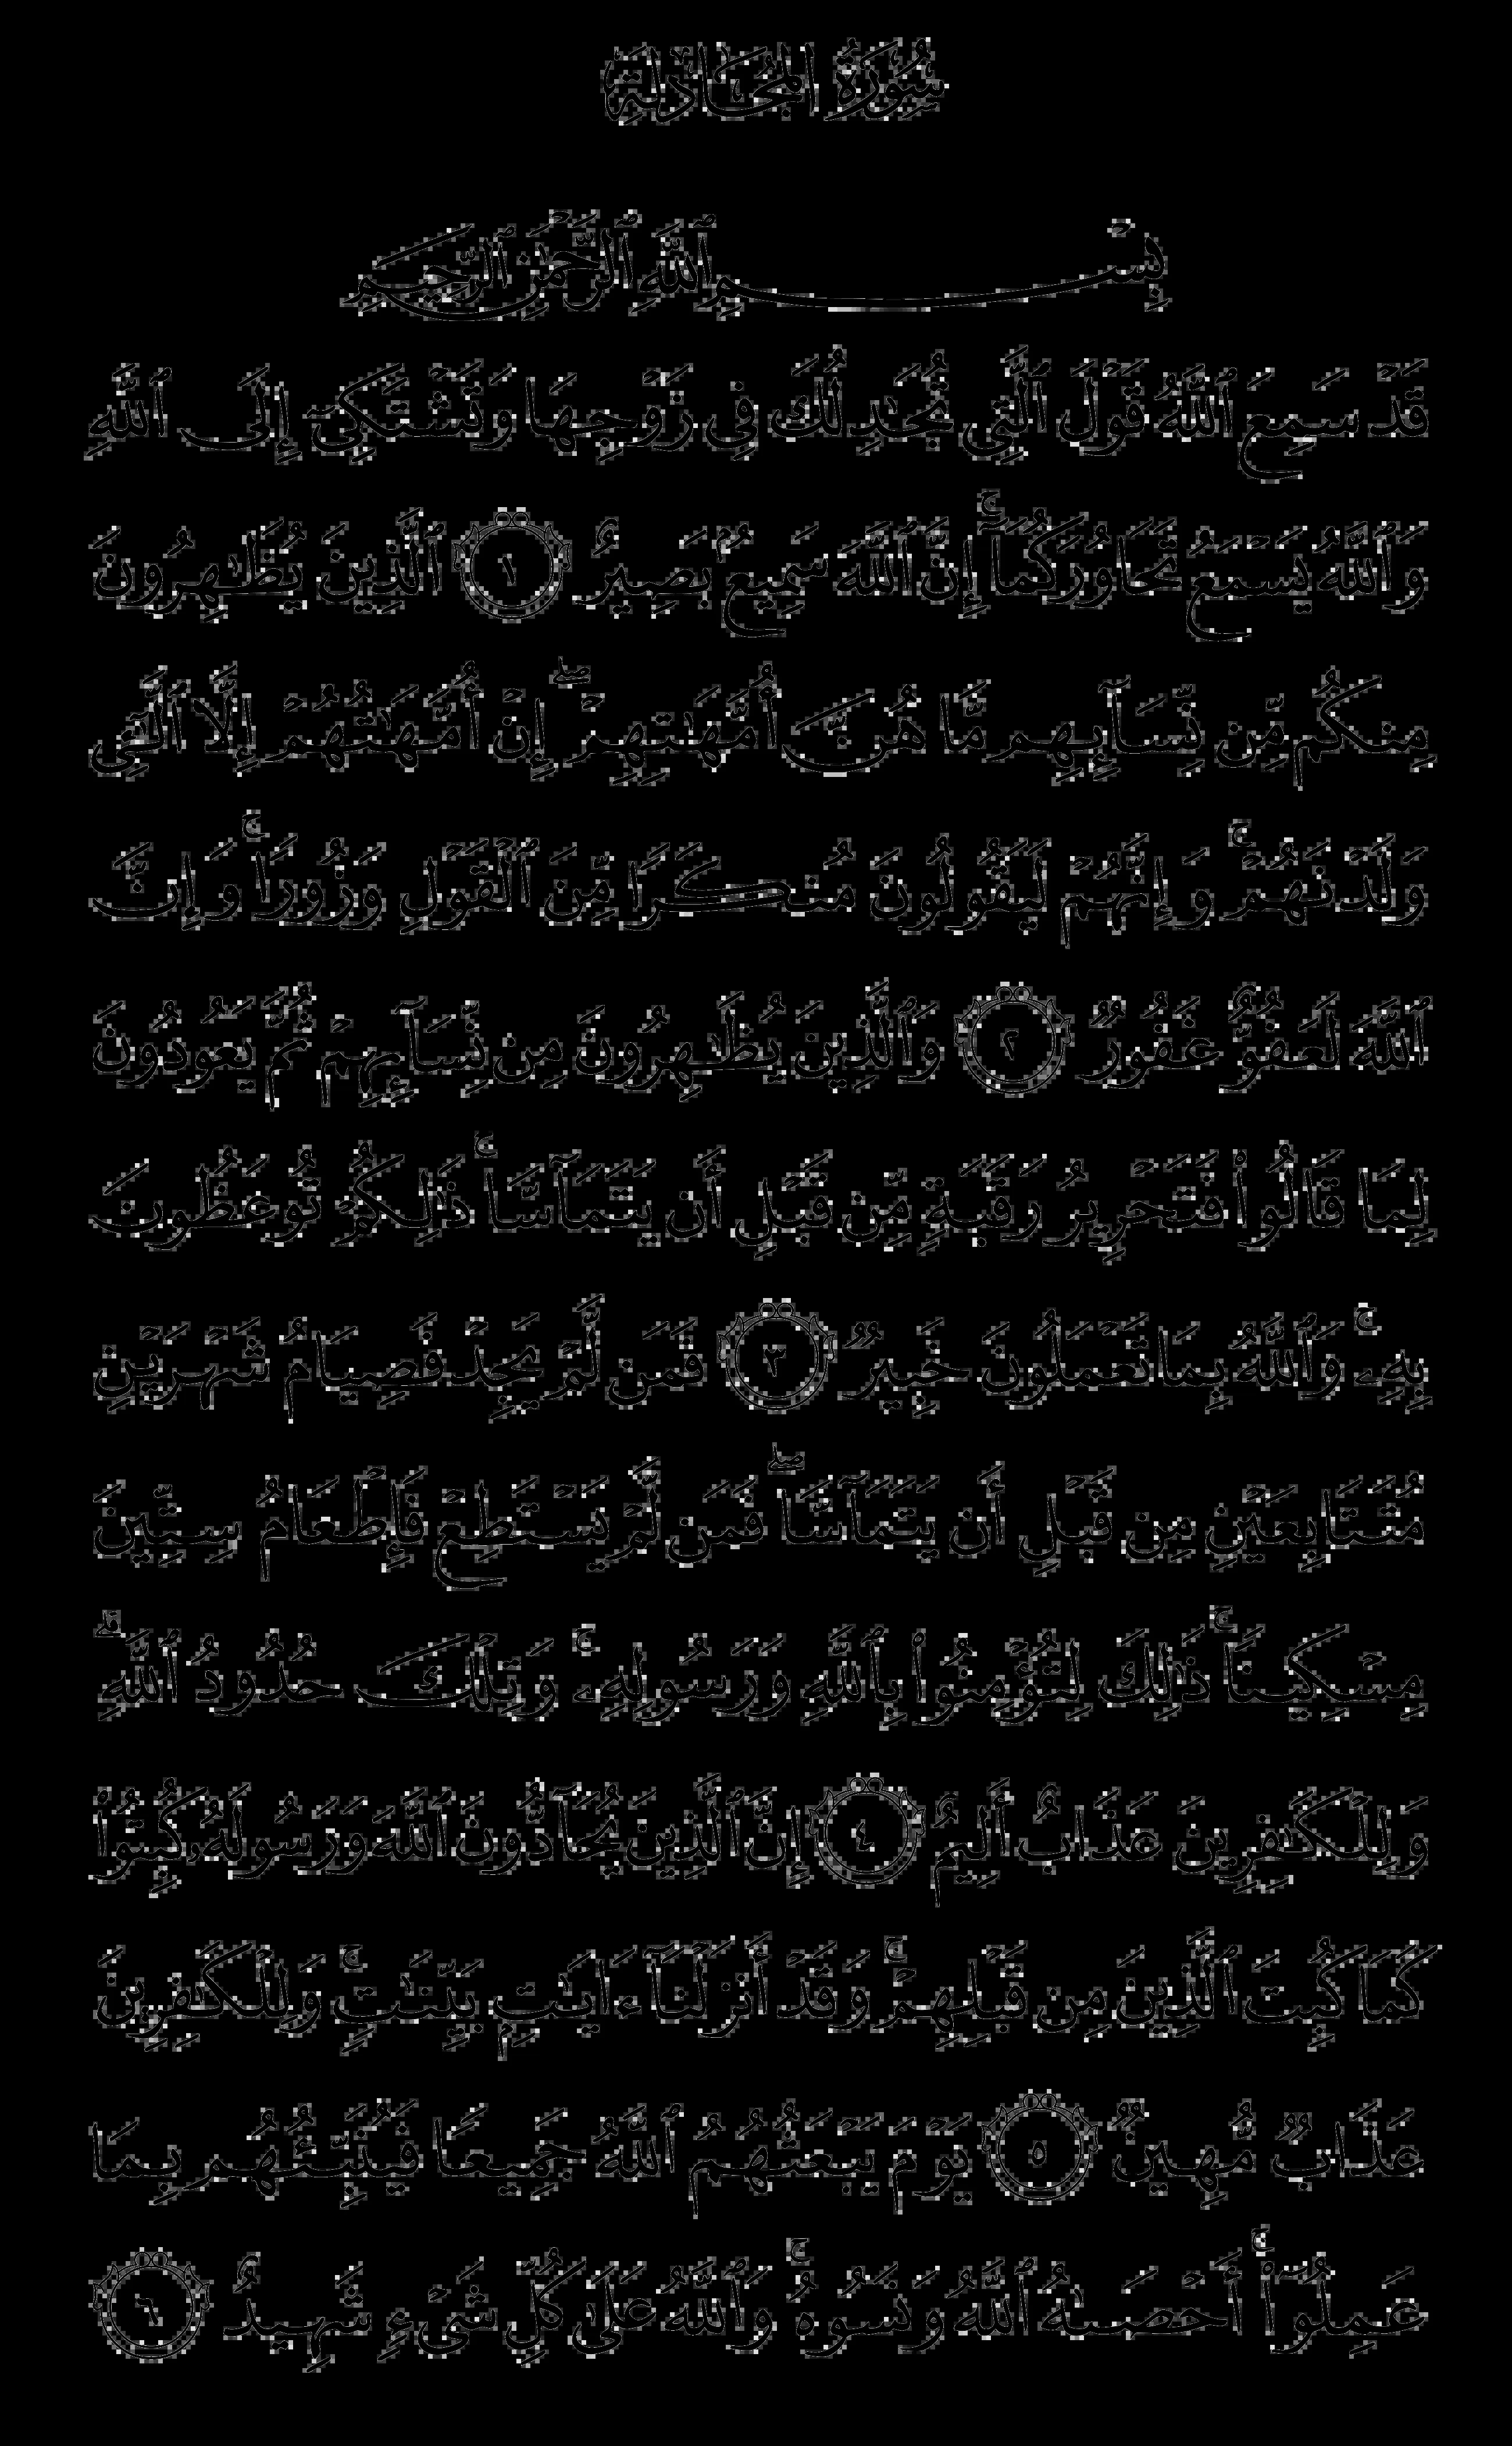 سُورَةُ المُجَادلَةِ
بِسْمِ ٱللَّهِ ٱلرَّحْمَٰنِ ٱلرَّحِيمِ
قَدْ سَمِعَ ٱللَّهُ قَوْلَ ٱلَّتِي تُجَٰدِلُكَ فِي زَوْجِهَا وَتَشْتَكِيٓ إِلَى ٱللَّهِ
وَٱللَّهُ يَسْمَعُ تَحَاوُرَكُمَآۚ إِنَّ ٱللَّهَ سَمِيعُۢ بَصِيرٌ ١ ٱلَّذِينَ يُظَٰهِرُونَ
مِنكُم مِّن نِّسَآئِهِم مَّا هُنَّ أُمَّهَٰتِهِمْۖ إِنْ أُمَّهَٰتُهُمْ إِلَّا ٱلَّٰٓـِٔي
وَلَدْنَهُمْۚ وَإِنَّهُمْ لَيَقُولُونَ مُنكَرًا مِّنَ ٱلْقَوْلِ وَزُورًاۚ وَإِنَّ
ٱللَّهَ لَعَفُوٌّ غَفُورٌ ٢ وَٱلَّذِينَ يُظَٰهِرُونَ مِن نِّسَآئِهِمْ ثُمَّ يَعُودُونَ
لِمَا قَالُوا۟ فَتَحْرِيرُ رَقَبَةٍ مِّن قَبْلِ أَن يَتَمَآسَّاۚ ذَٰلِكُمْ تُوعَظُونَ
بِهِۦۚ وَٱللَّهُ بِمَا تَعْمَلُونَ خَبِيرٌ ٣ فَمَن لَّمْ يَجِدْ فَصِيَامُ شَهْرَيْنِ
مُتَتَابِعَيْنِ مِن قَبْلِ أَن يَتَمَآسَّاۖ فَمَن لَّمْ يَسْتَطِعْ فَإِطْعَامُ سِتِّينَ
مِسْكِينًاۚ ذَٰلِكَ لِتُؤْمِنُوا۟ بِٱللَّهِ وَرَسُولِهِۦۚ وَتِلْكَ حُدُودُ ٱللَّهِۗ
وَلِلْكَٰفِرِينَ عَذَابٌ أَلِيمٌ ٤ إِنَّ ٱلَّذِينَ يُحَآدُّونَ ٱللَّهَ وَرَسُولَهُۥ كُبِتُوا۟
كَمَا كُبِتَ ٱلَّذِينَ مِن قَبْلِهِمْۚ وَقَدْ أَنزَلْنَآ ءَايَٰتٍۭ بَيِّنَٰتٍۚ وَلِلْكَٰفِرِينَ
عَذَابٌ مُّهِينٌ ٥ يَوْمَ يَبْعَثُهُمُ ٱللَّهُ جَمِيعًا فَيُنَبِّئُهُم بِمَا
عَمِلُوٓا۟ۚ أَحْصَىٰهُ ٱللَّهُ وَنَسُوهُۚ وَٱللَّهُ عَلَىٰ كُلِّ شَيْءٍ شَهِيدٌ ٦